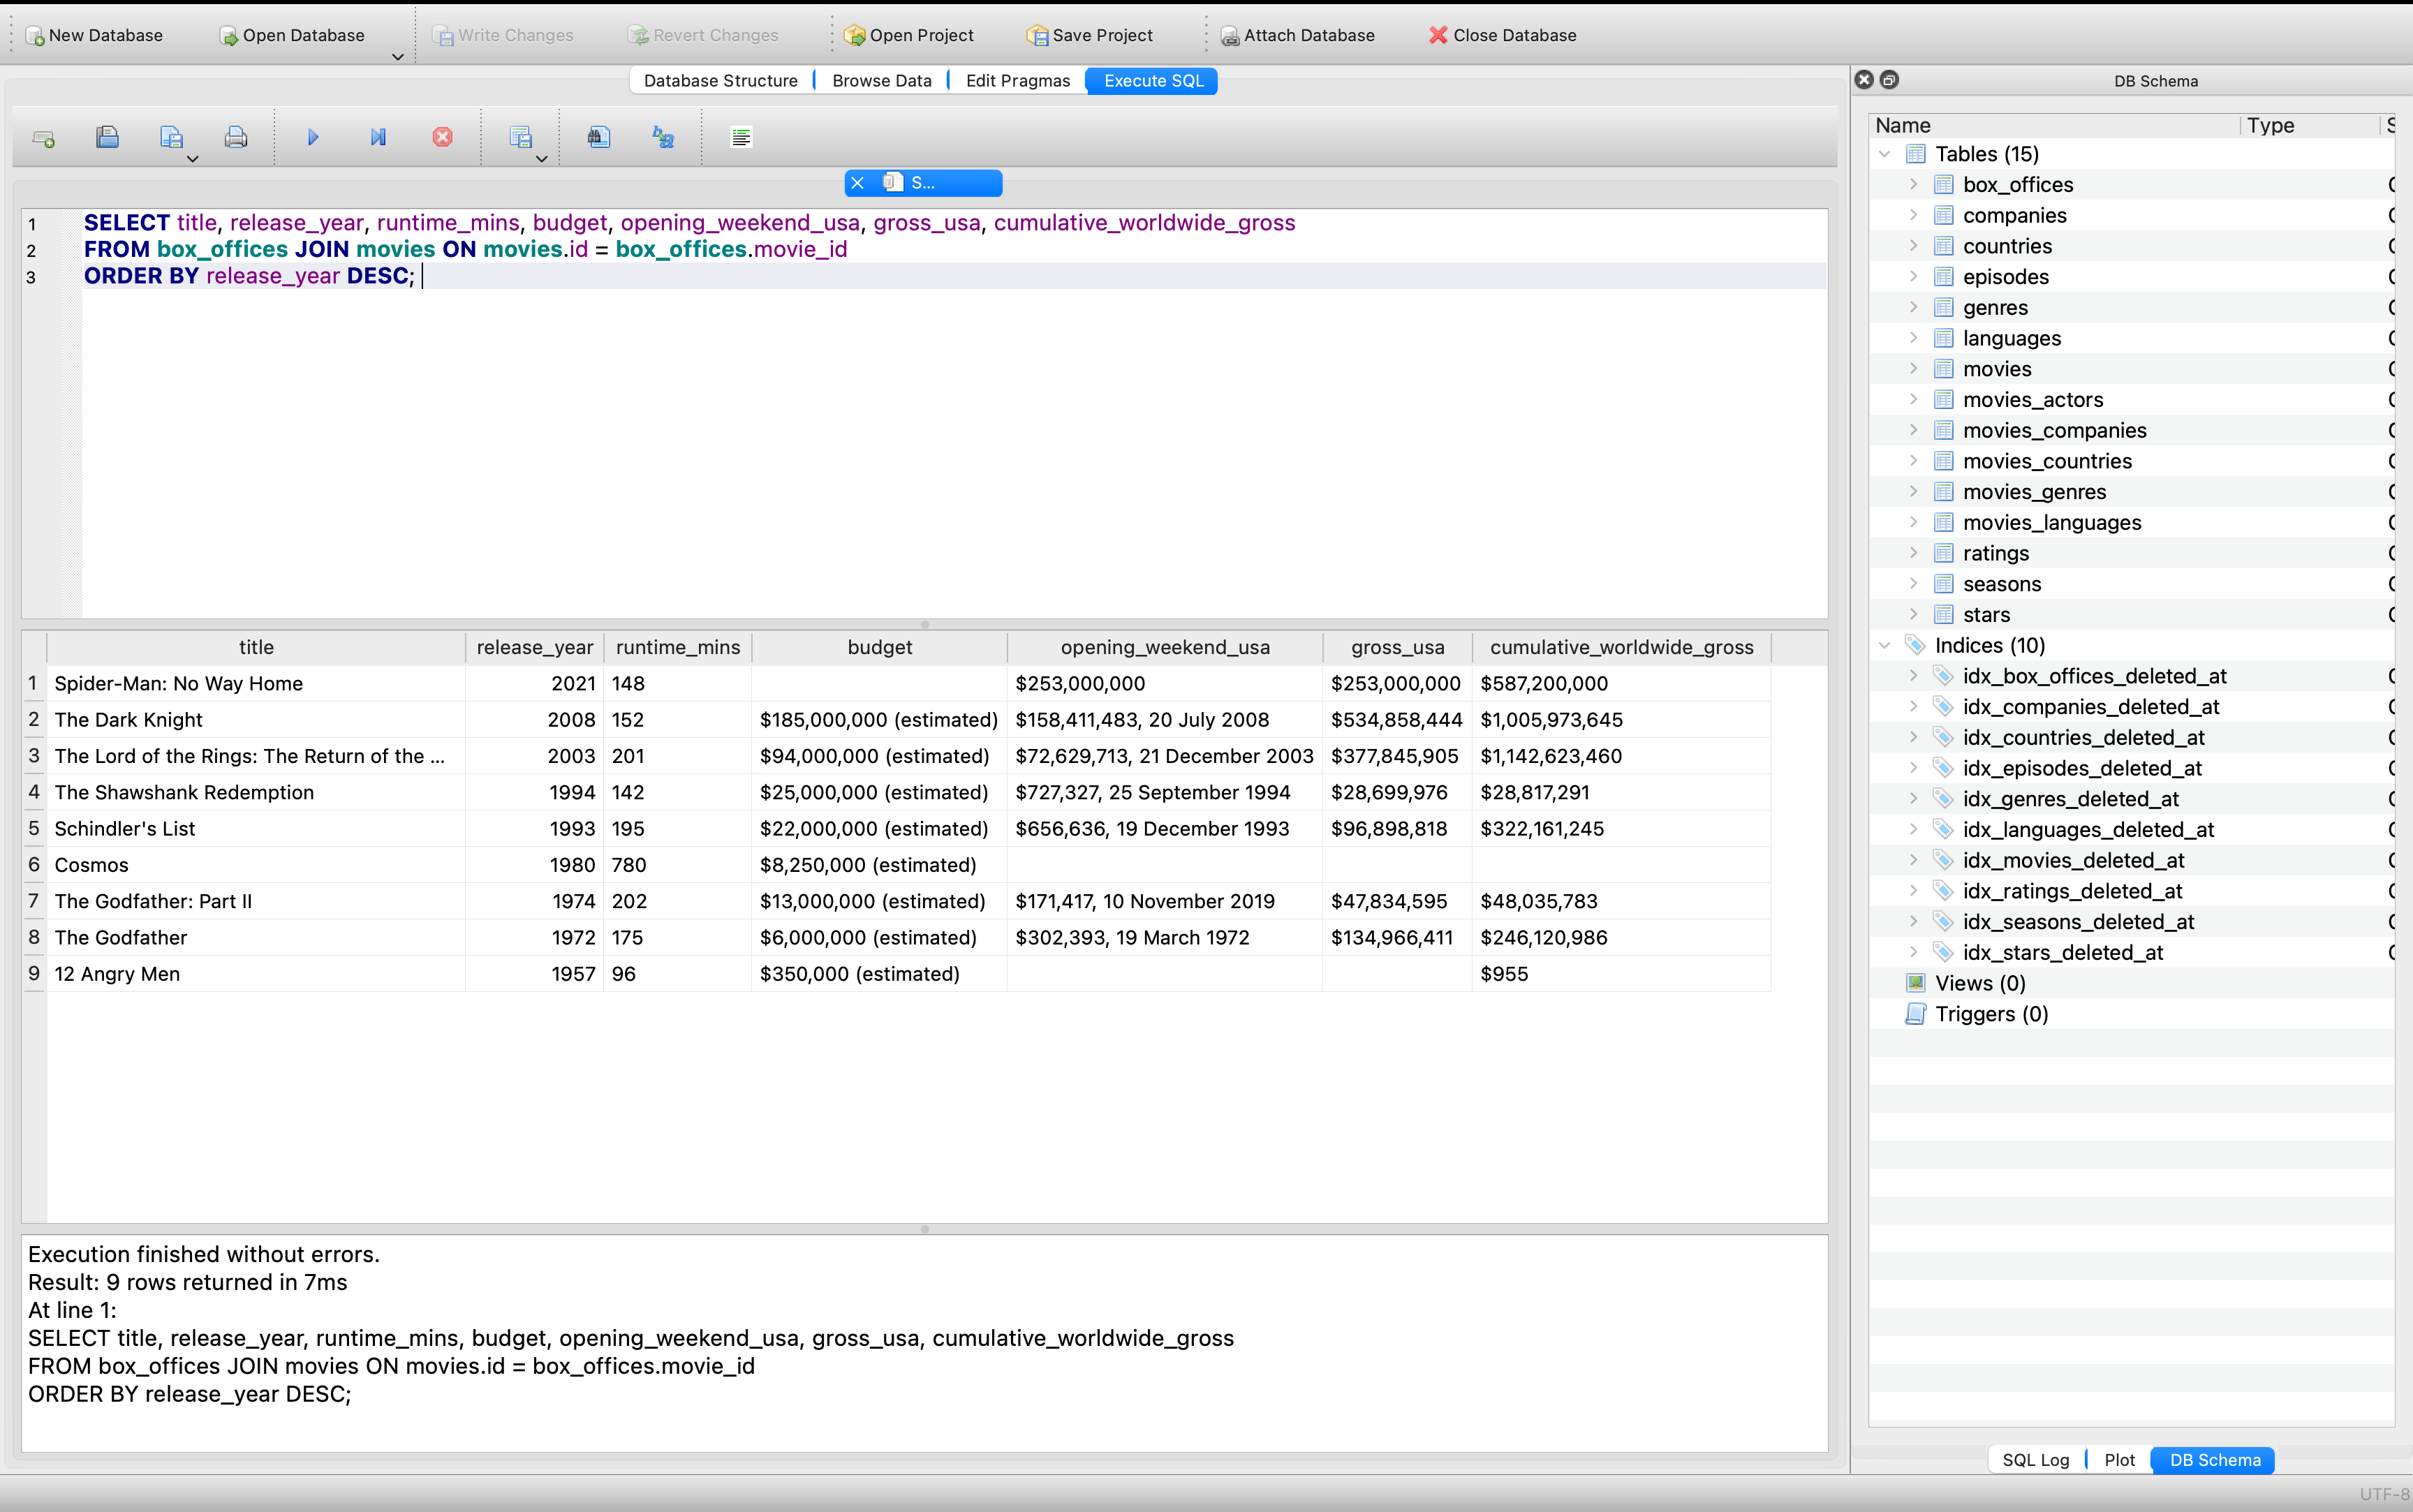 New Database Open Database Write Changes Revert Changes Open Project Save Project Attach Database Close Database
Database Structure Browse Data Edit Pragmas Execute SQL
S...
1 SELECT title, release_year, runtime_mins, budget, opening_weekend_usa, gross_usa, cumulative_worldwide_gross
2 FROM box_offices JOIN movies ON movies.id = box_offices.movie_id
3 ORDER BY release_year DESC;
title release_year runtime_mins budget opening_weekend_usa gross_usa cumulative_worldwide_gross
1 Spider-Man: No Way Home 2021 148 $253,000,000 $253,000,000 $587,200,000
2 The Dark Knight 2008 152 $185,000,000 (estimated) $158,411,483, 20 July 2008 $534,858,444 $1,005,973,645
3 The Lord of the Rings: The Return of the ... 2003 201 $94,000,000 (estimated) $72,629,713, 21 December 2003 $377,845,905 $1,142,623,460
4 The Shawshank Redemption 1994 142 $25,000,000 (estimated) $727,327, 25 September 1994 $28,699,976 $28,817,291
5 Schindler's List 1993 195 $22,000,000 (estimated) $656,636, 19 December 1993 $96,898,818 $322,161,245
6 Cosmos 1980 780 $8,250,000 (estimated)
7 The Godfather: Part II 1974 202 $13,000,000 (estimated) $171,417, 10 November 2019 $47,834,595 $48,035,783
8 The Godfather 1972 175 $6,000,000 (estimated) $302,393, 19 March 1972 $134,966,411 $246,120,986
9 12 Angry Men 1957 96 $350,000 (estimated) $955
Execution finished without errors.
Result: 9 rows returned in 7ms
At line 1:
SELECT title, release_year, runtime_mins, budget, opening_weekend_usa, gross_usa, cumulative_worldwide_gross
FROM box_offices JOIN movies ON movies.id = box_offices.movie_id
ORDER BY release_year DESC;
DB Schema
Name Type
Tables (15)
box_offices
companies
countries
episodes
genres
languages
movies
movies_actors
movies_companies
movies_countries
movies_genres
movies_languages
ratings
seasons
stars
Indices (10)
idx_box_offices_deleted_at
idx_companies_deleted_at
idx_countries_deleted_at
idx_episodes_deleted_at
idx_genres_deleted_at
idx_languages_deleted_at
idx_movies_deleted_at
idx_ratings_deleted_at
idx_seasons_deleted_at
idx_stars_deleted_at
Views (0)
Triggers (0)
SQL Log Plot DB Schema
UTF-8